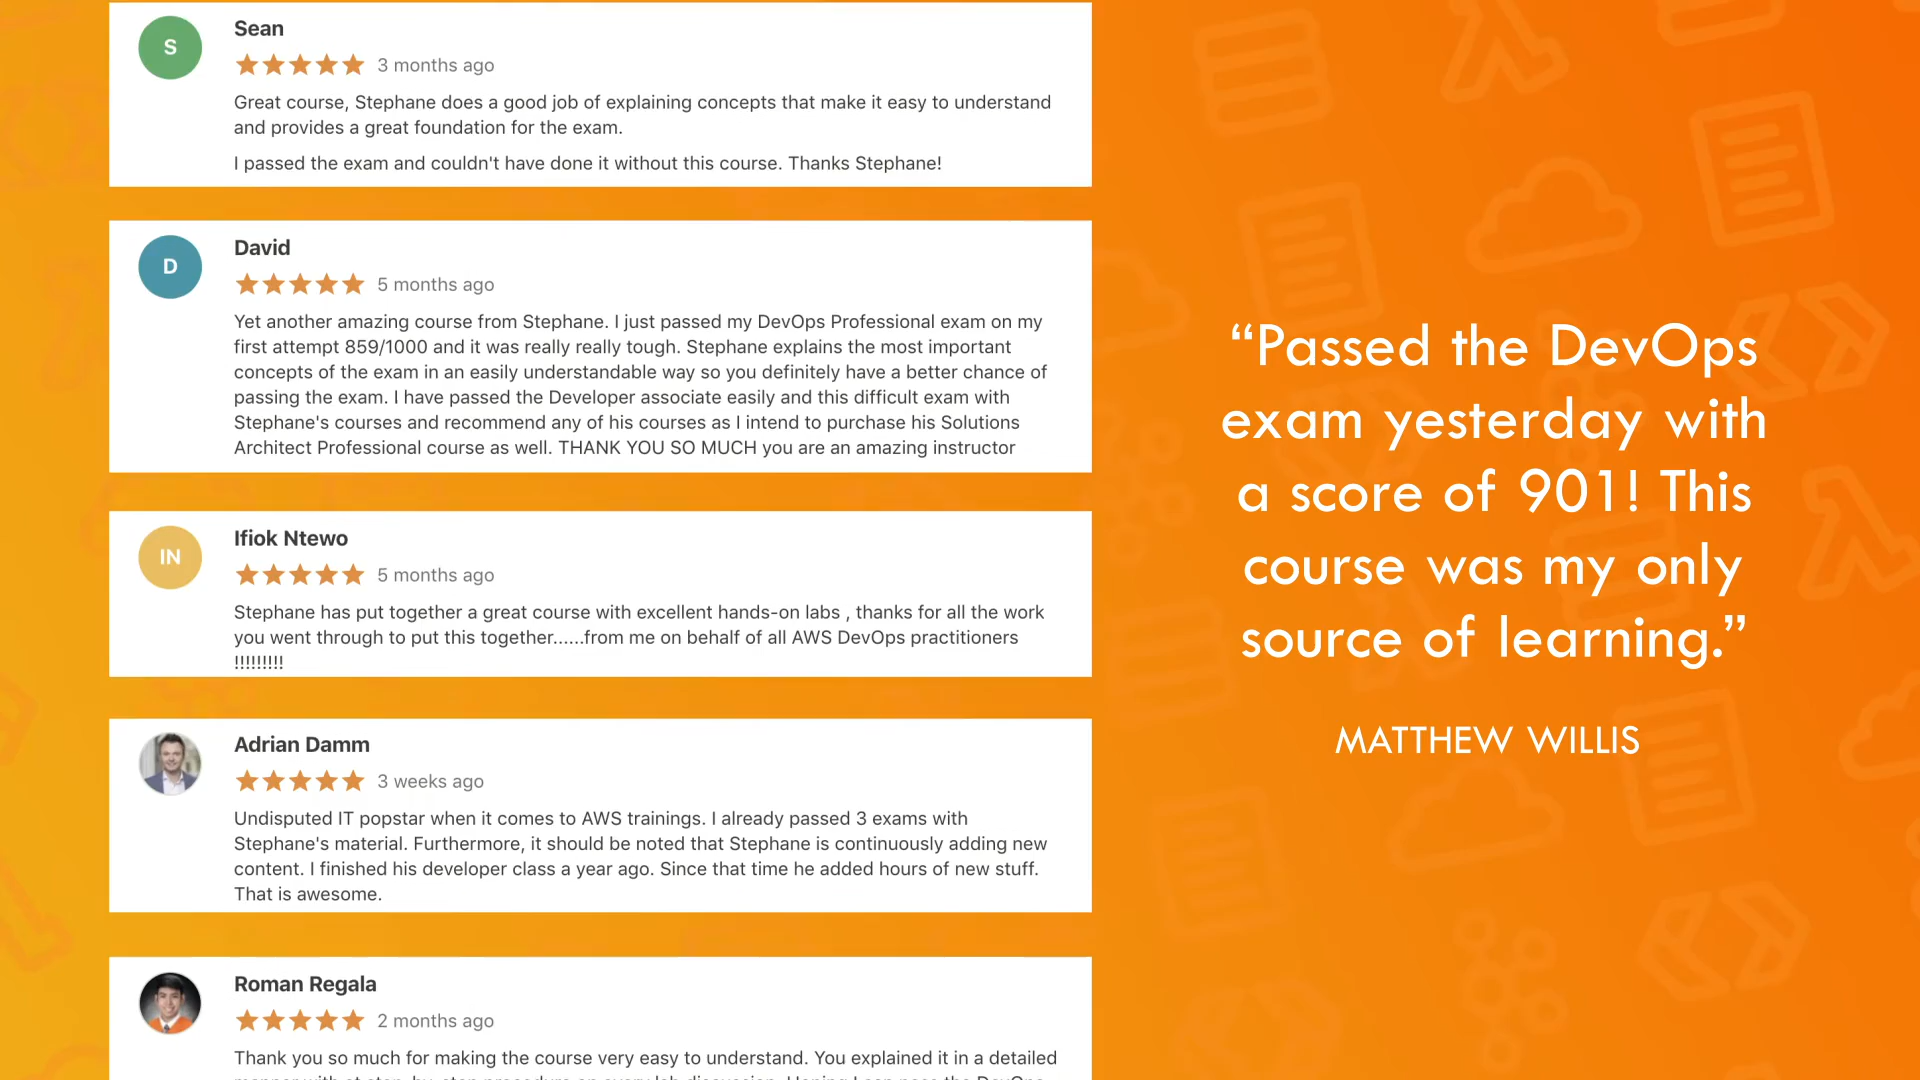 S
Sean
3 months ago
Great course, Stephane does a good job of explaining concepts that make it easy to understand
and provides a great foundation for the exam.
I passed the exam and couldn't have done it without this course. Thanks Stephane!
D
David
5 months ago
Yet another amazing course from Stephane. I just passed my DevOps Professional exam on my
first attempt 859/1000 and it was really really tough. Stephane explains the most important
concepts of the exam in an easily understandable way so you definitely have a better chance of
passing the exam. I have passed the Developer associate easily and this difficult exam with
Stephane's courses and recommend any of his courses as I intend to purchase his Solutions
Architect Professional course as well. THANK YOU SO MUCH you are an amazing instructor
IN
Ifiok Ntewo
5 months ago
Stephane has put together a great course with excellent hands-on labs , thanks for all the work
you went through to put this together......from me on behalf of all AWS DevOps practitioners
!!!!!!!!!
Adrian Damm
3 weeks ago
Undisputed IT popstar when it comes to AWS trainings. I already passed 3 exams with
Stephane's material. Furthermore, it should be noted that Stephane is continuously adding new
content. I finished his developer class a year ago. Since that time he added hours of new stuff.
That is awesome.
Roman Regala
2 months ago
Thank you so much for making the course very easy to understand. You explained it in a detailed
“Passed the DevOps
exam yesterday with
a score of 901! This
course was my only
source of learning.”
MATTHEW WILLIS